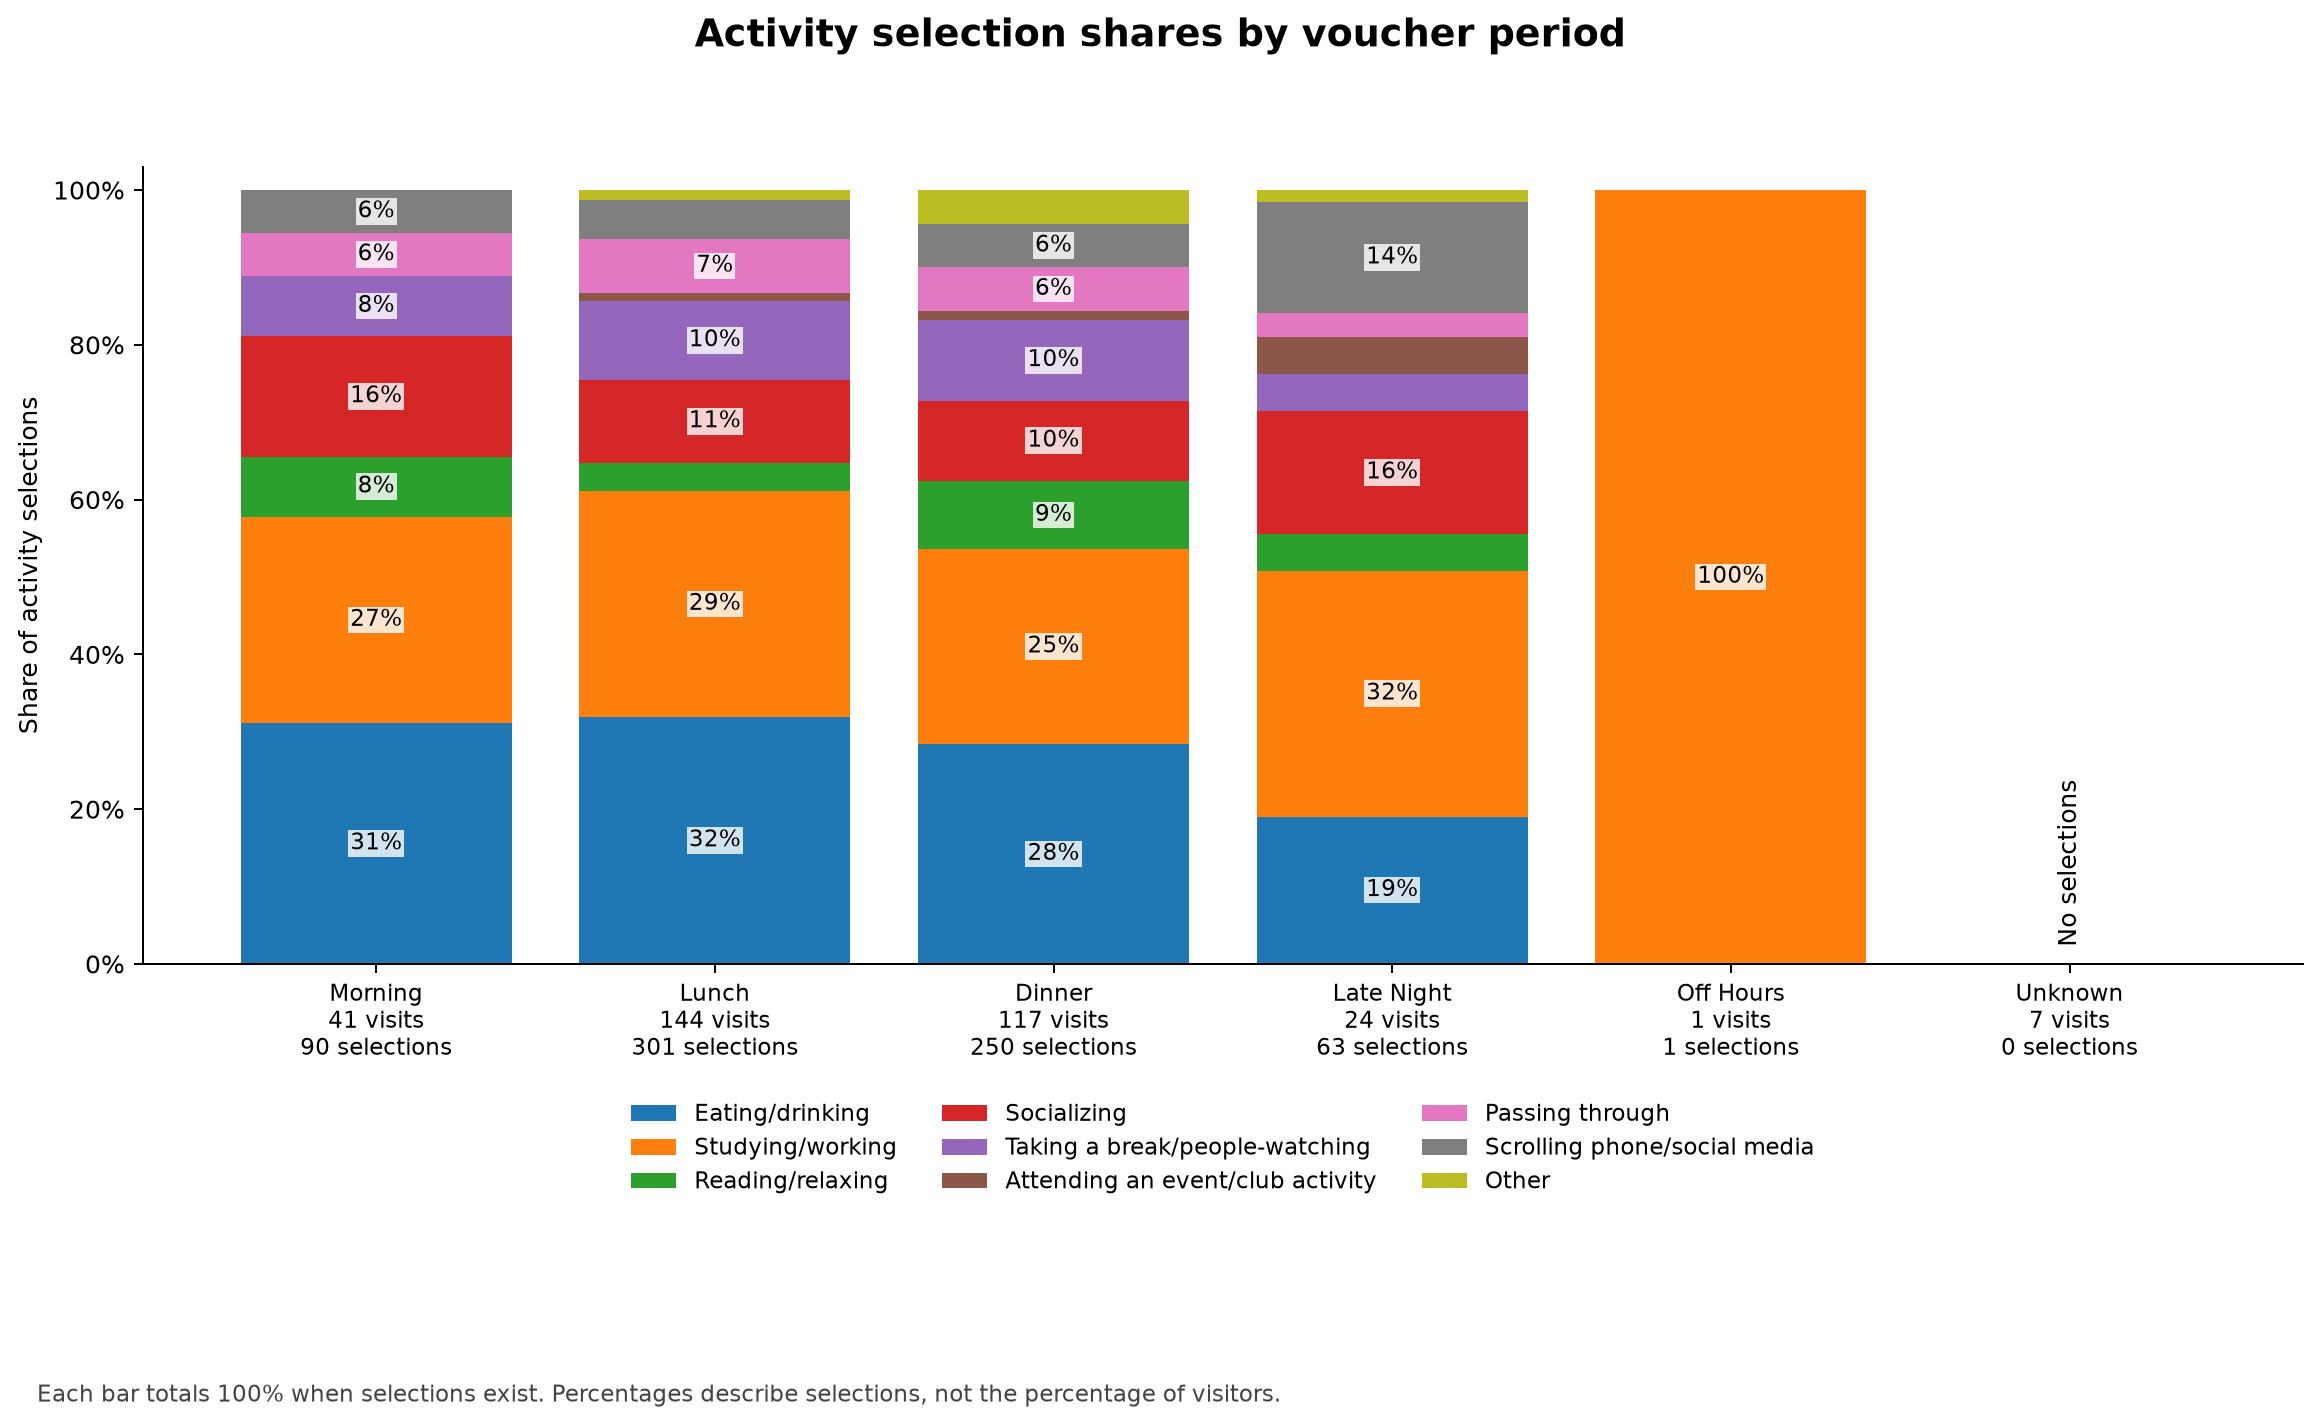 Activity selection shares by voucher period
Share of activity selections
100%
80%
60%
40%
20%
0%
6%
6%
8%
16%
8%
27%
31%
7%
10%
11%
29%
32%
6%
6%
10%
10%
9%
25%
28%
14%
16%
32%
19%
100%
No selections
Morning
41 visits
90 selections
Lunch
144 visits
301 selections
Dinner
117 visits
250 selections
Late Night
24 visits
63 selections
Off Hours
1 visits
1 selections
Unknown
7 visits
0 selections
Eating/drinking
Studying/working
Reading/relaxing
Socializing
Taking a break/people-watching
Attending an event/club activity
Passing through
Scrolling phone/social media
Other
Each bar totals 100% when selections exist. Percentages describe selections, not the percentage of visitors.